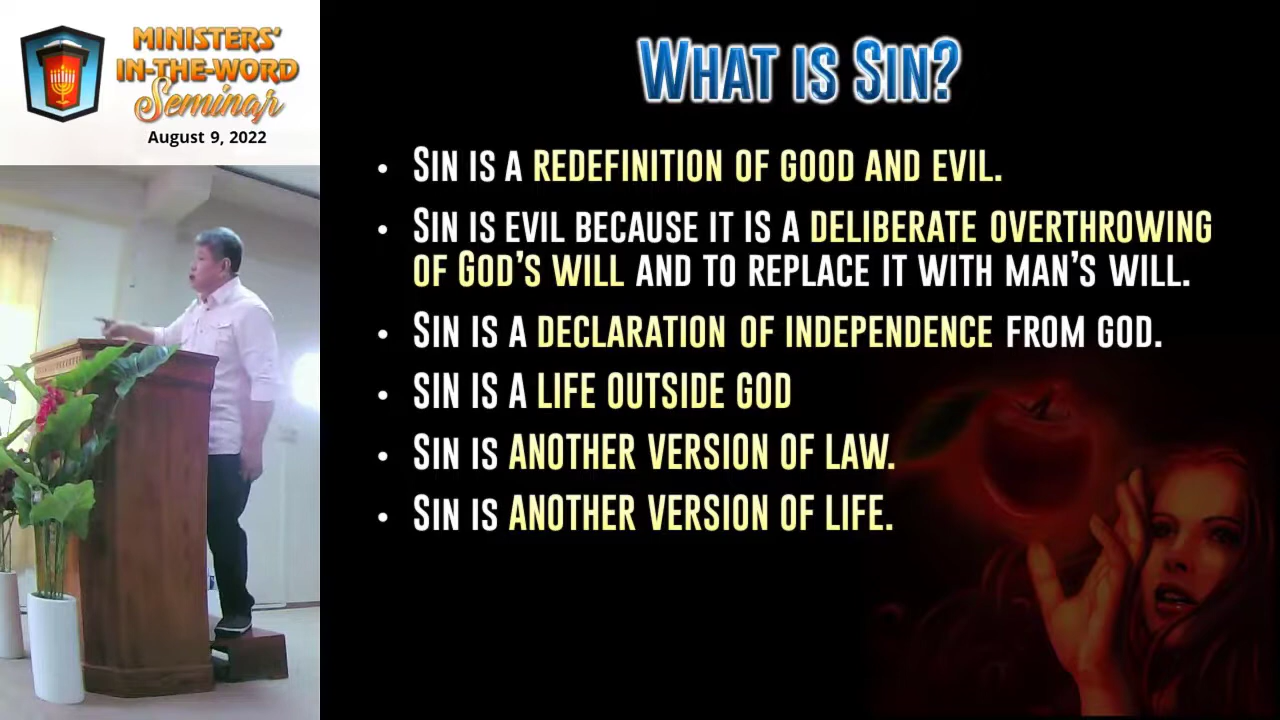 MINISTERS'
IN-THE-WORD
Seminar
August 9, 2022
WHAT IS SIN?
• SIN IS A REDEFINITION OF GOOD AND EVIL.
• SIN IS EVIL BECAUSE IT IS A DELIBERATE OVERTHROWING
OF GOD'S WILL AND TO REPLACE IT WITH MAN'S WILL.
• SIN IS A DECLARATION OF INDEPENDENCE FROM GOD.
• SIN IS A LIFE OUTSIDE GOD
• SIN IS ANOTHER VERSION OF LAW.
• SIN IS ANOTHER VERSION OF LIFE.